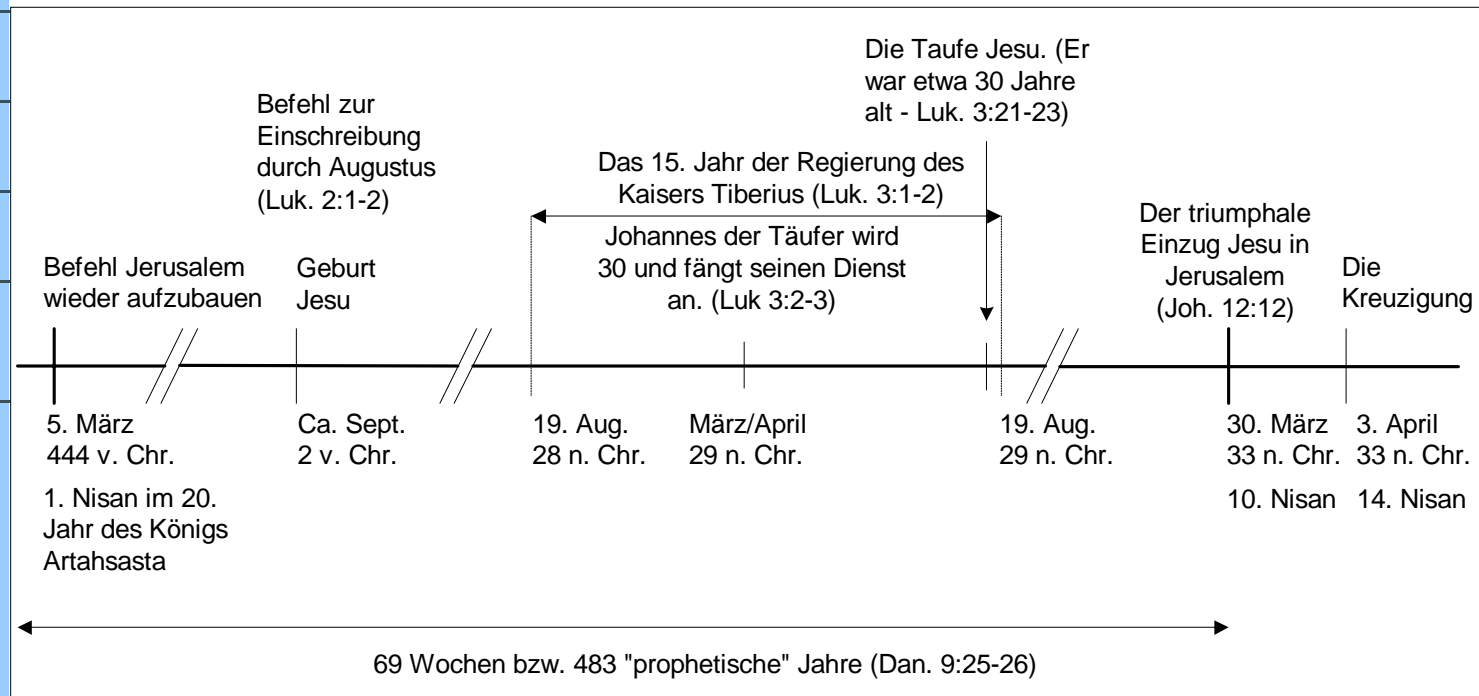 Die Taufe Jesu. (Er
war etwa 30 Jahre
alt - Luk. 3:21-23)
Befehl zur
Einschreibung
durch Augustus
(Luk. 2:1-2)
Das 15. Jahr der Regierung des
Kaisers Tiberius (Luk. 3:1-2)
Johannes der Täufer wird
30 und fängt seinen Dienst
an. (Luk 3:2-3)
Der triumphale
Einzug Jesu in
Jerusalem
(Joh. 12:12)
Befehl Jerusalem
wieder aufzubauen
Geburt
Jesu
Die
Kreuzigung
5. März
444 v. Chr.
1. Nisan im 20.
Jahr des Königs
Artahsasta
Ca. Sept.
2 v. Chr.
19. Aug.
28 n. Chr.
März/April
29 n. Chr.
19. Aug.
29 n. Chr.
30. März
33 n. Chr.
10. Nisan
3. April
33 n. Chr.
14. Nisan
69 Wochen bzw. 483 "prophetische" Jahre (Dan. 9:25-26)